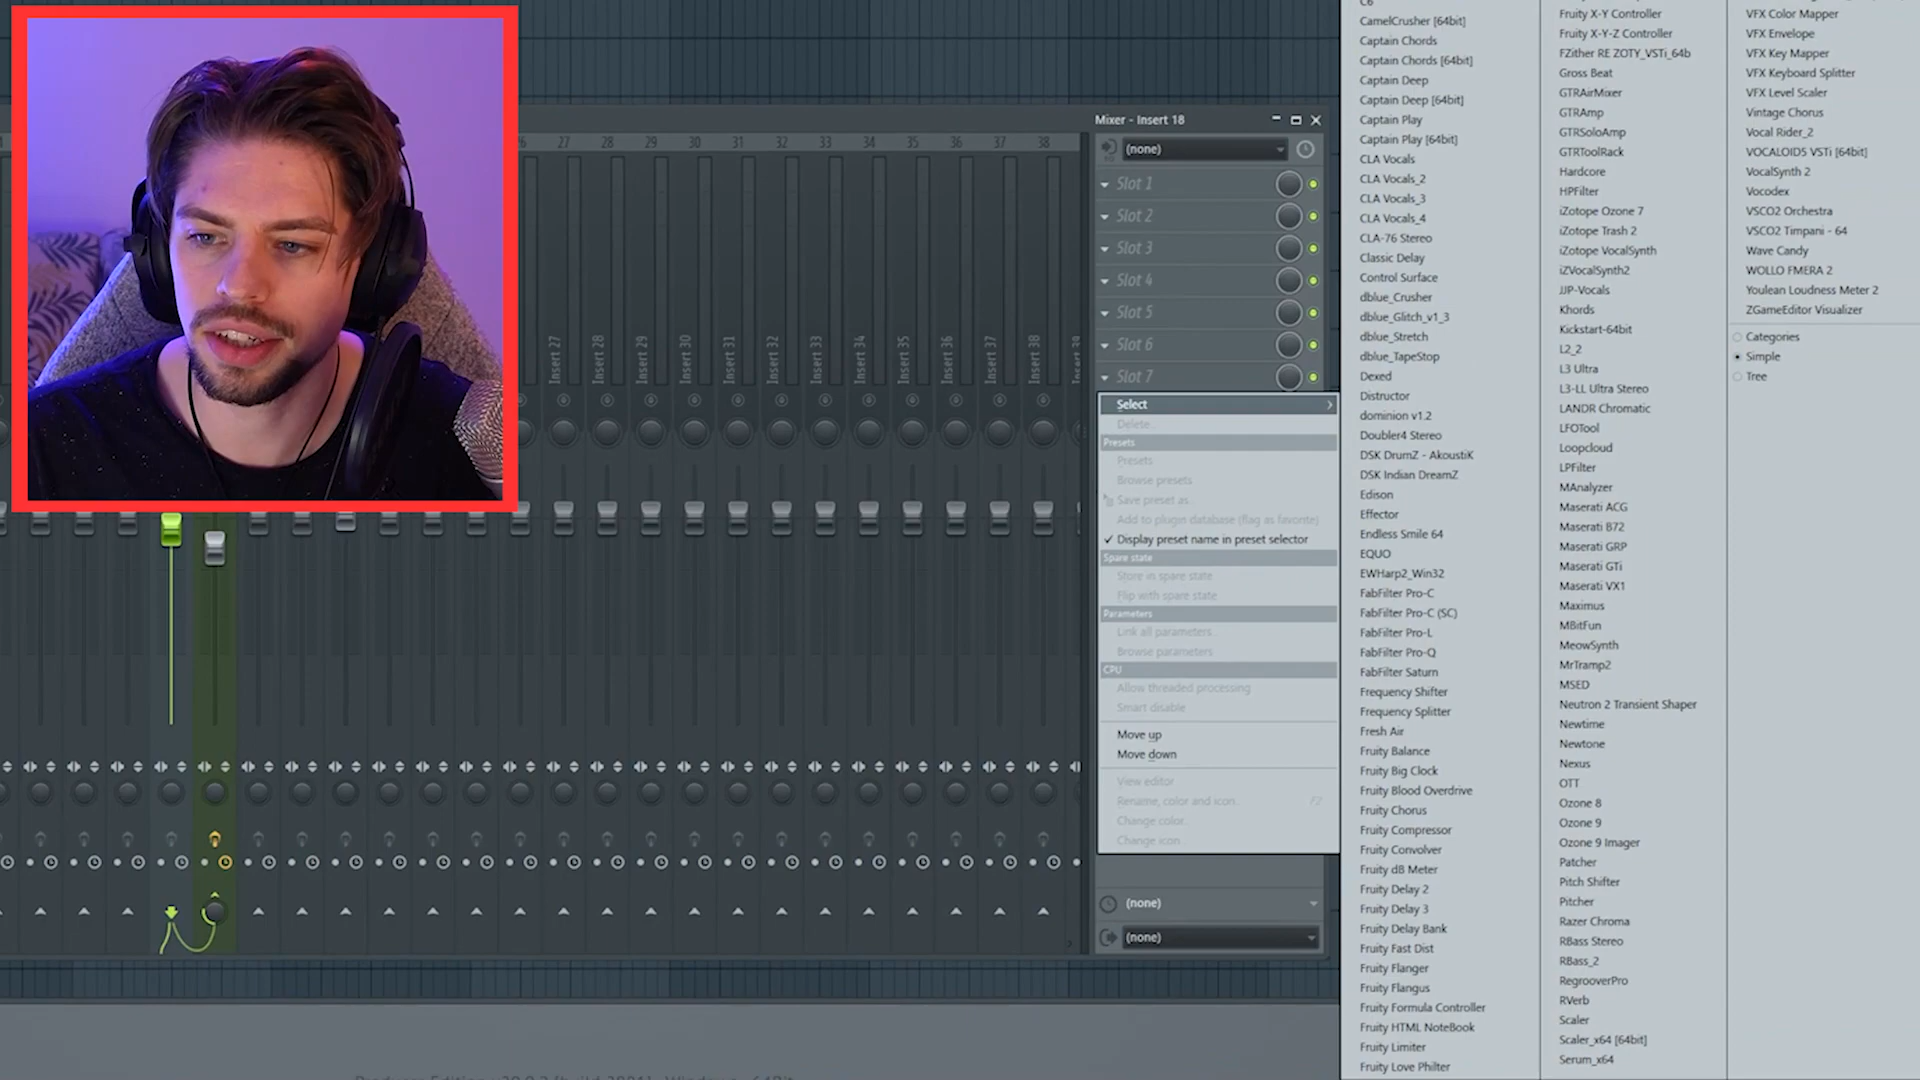 Mixer - Insert 18
(none)
27 28 29 30 31 32 33 34 35 36 37 38
Slot 1
Slot 2
Slot 3
Slot 4
Slot 5
Slot 6
Slot 7
Insert 27
Insert 28
Insert 29
Insert 30
Insert 31
Insert 32
Insert 33
Insert 34
Insert 35
Insert 36
Insert 37
Insert 38
Select
Delete...
Presets
Presets
Browse presets
Save preset as...
Add to plugin database (flag as favorite)
Display preset name in preset selector
Spare state
Store in spare state
Flip with spare state
Parameters
Link all parameters...
Browse parameters
CPU
Allow threaded processing
Smart disable
Move up
Move down
View editor
Rename, color and icon... F2
Change color...
Change icon...
(none)
(none)
C6
CamelCrusher [64bit]
Captain Chords
Captain Chords [64bit]
Captain Deep
Captain Deep [64bit]
Captain Play
Captain Play [64bit]
CLA Vocals
CLA Vocals_2
CLA Vocals_3
CLA Vocals_4
CLA-76 Stereo
Classic Delay
Control Surface
dblue_Crusher
dblue_Glitch_v1_3
dblue_Stretch
dblue_TapeStop
Dexed
Distructor
dominion v1.2
Doubler4 Stereo
DSK DrumZ - AkoustiK
DSK Indian DreamZ
Edison
Effector
Endless Smile 64
EQUO
EWHarp2_Win32
FabFilter Pro-C
FabFilter Pro-C (SC)
FabFilter Pro-L
FabFilter Pro-Q
FabFilter Saturn
Frequency Shifter
Frequency Splitter
Fresh Air
Fruity Balance
Fruity Big Clock
Fruity Blood Overdrive
Fruity Chorus
Fruity Compressor
Fruity Convolver
Fruity dB Meter
Fruity Delay 2
Fruity Delay 3
Fruity Delay Bank
Fruity Fast Dist
Fruity Flanger
Fruity Flangus
Fruity Formula Controller
Fruity HTML NoteBook
Fruity Limiter
Fruity Love Philter
Fruity X-Y Controller
Fruity X-Y-Z Controller
FZither RE ZOTY_VSTi_64b
Gross Beat
GTRAirMixer
GTRAmp
GTRSoloAmp
GTRToolRack
Hardcore
HPFilter
iZotope Ozone 7
iZotope Trash 2
iZotope VocalSynth
iZVocalSynth2
JJP-Vocals
Khords
Kickstart-64bit
L2_2
L3 Ultra
L3-LL Ultra Stereo
LANDR Chromatic
LFOTool
Loopcloud
LPFilter
MAnalyzer
Maserati ACG
Maserati B72
Maserati GRP
Maserati GTi
Maserati VX1
Maximus
MBitFun
MeowSynth
MrTramp2
MSED
Neutron 2 Transient Shaper
Newtime
Newtone
Nexus
OTT
Ozone 8
Ozone 9
Ozone 9 Imager
Patcher
Pitch Shifter
Pitcher
Razer Chroma
RBass Stereo
RBass_2
RegrooverPro
RVerb
Scaler
Scaler_x64 [64bit]
Serum_x64
VFX Color Mapper
VFX Envelope
VFX Key Mapper
VFX Keyboard Splitter
VFX Level Scaler
Vintage Chorus
Vocal Rider_2
VOCALOID5 VSTi [64bit]
VocalSynth 2
Vocodex
VSCO2 Orchestra
VSCO2 Timpani - 64
Wave Candy
WOLLO FMERA 2
Youlean Loudness Meter 2
ZGameEditor Visualizer
Categories
Simple
Tree